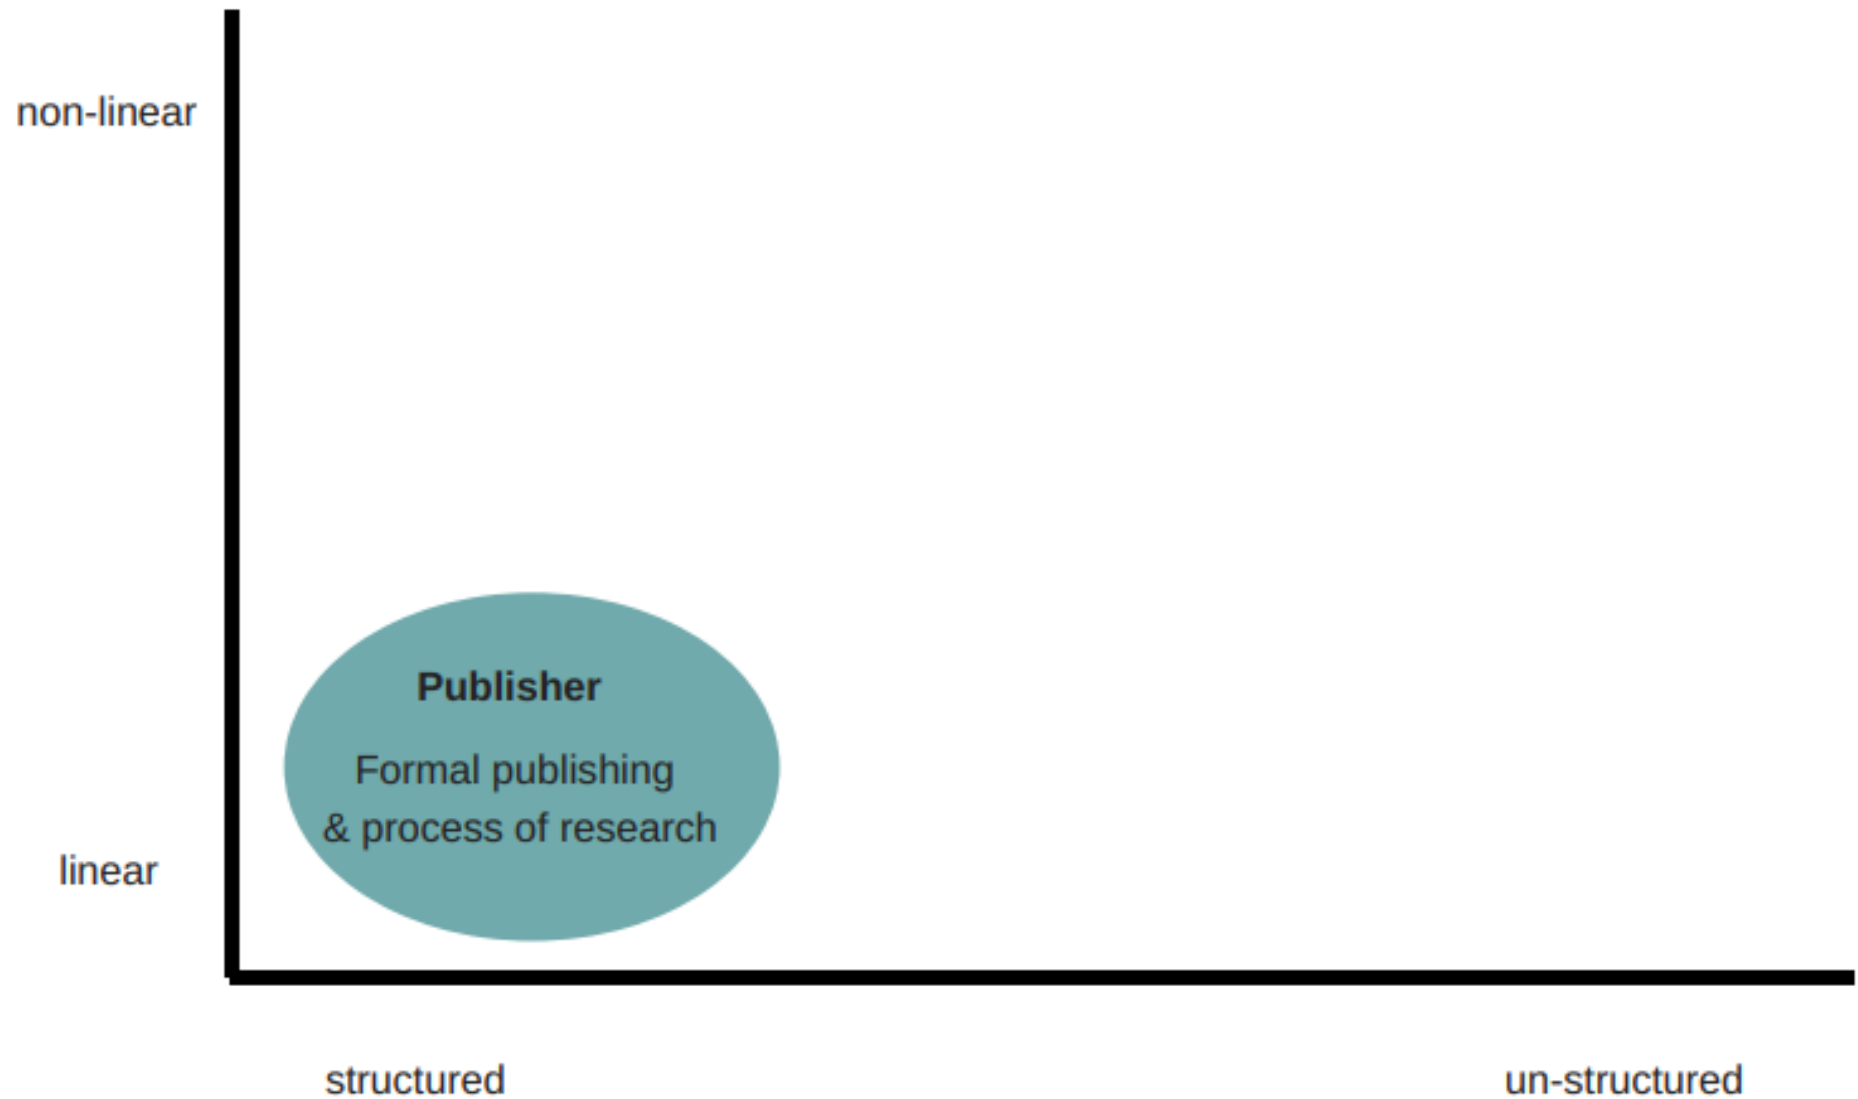 non-linear
Publisher
Formal publishing
& process of research
linear
structured
un-structured